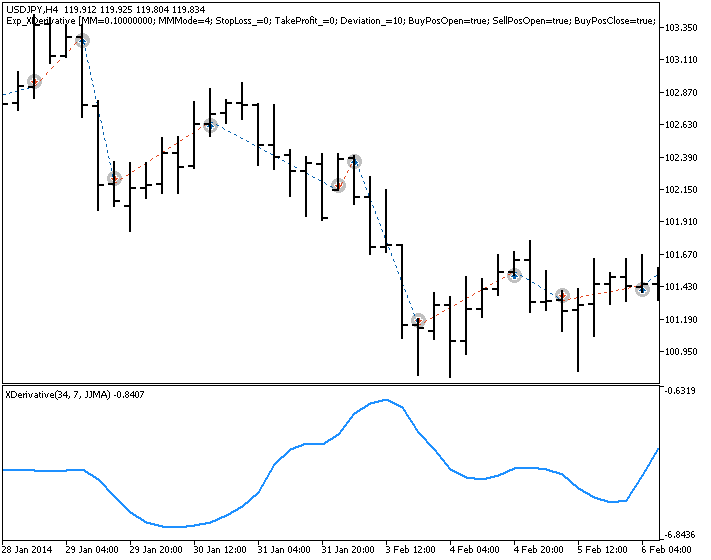 USDJPY,H4 119.912 119.925 119.804 119.834
Exp_XDerivative [MM=0.10000000; MMMode=4; StopLoss_=0; TakeProfit_=0; Deviation_=10; BuyPosOpen=true; SellPosOpen=true; BuyPosClose=true;
103.350
103.110
102.870
102.630
102.390
102.150
101.910
101.670
101.430
101.190
100.950
XDerivative(34, 7, JJMA) -0.8407
-0.6319
-6.8436
28 Jan 2014
29 Jan 04:00
29 Jan 20:00
30 Jan 12:00
31 Jan 04:00
31 Jan 20:00
3 Feb 12:00
4 Feb 04:00
4 Feb 20:00
5 Feb 12:00
6 Feb 04:00